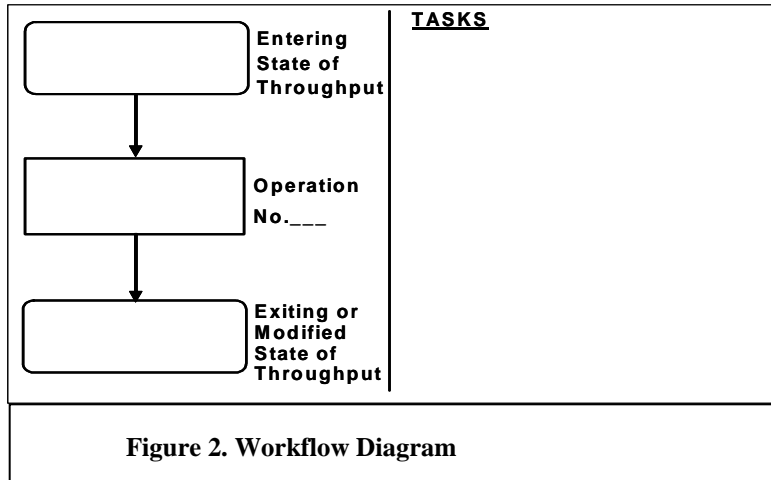 Entering
State of
Throughput
Operation
No.___
Exiting or
Modified
State of
Throughput
TASKS
Figure 2. Workflow Diagram